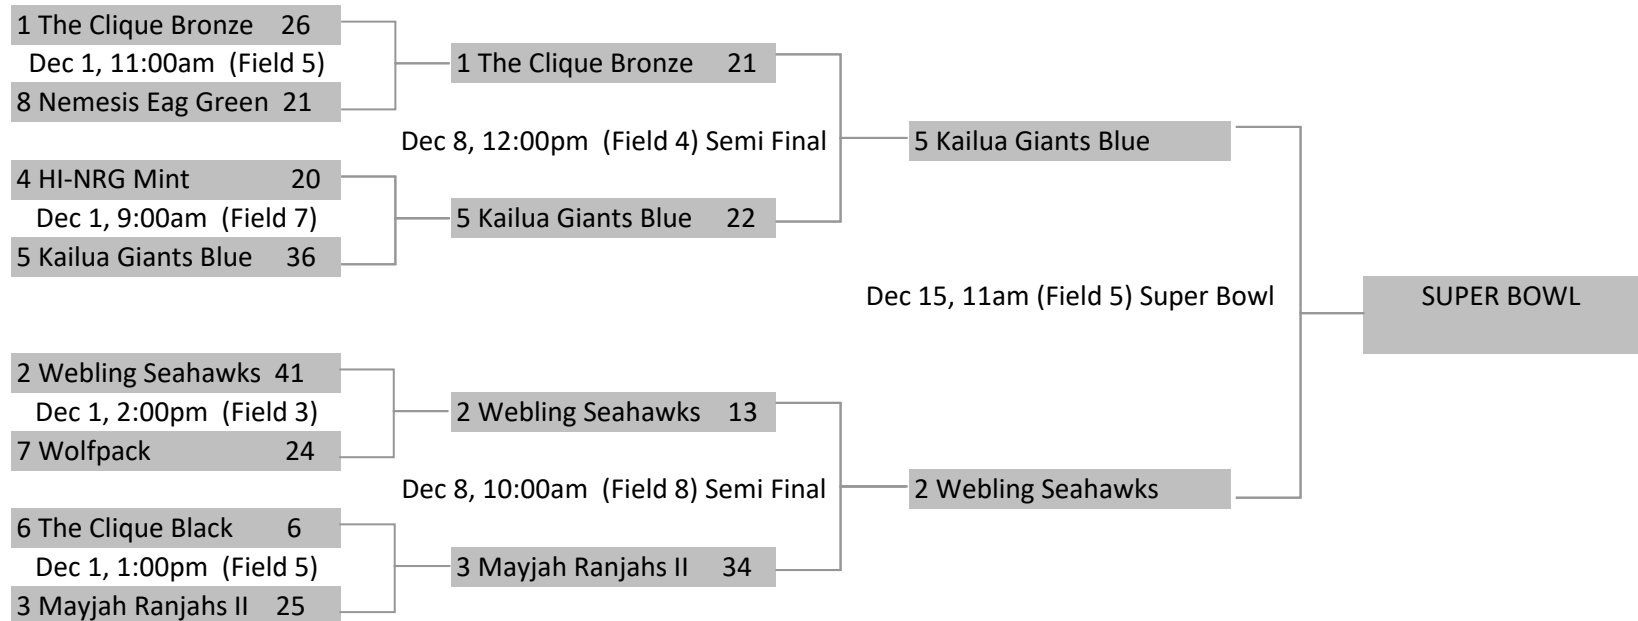 1 The Clique Bronze 26
Dec 1, 11:00am (Field 5)
8 Nemesis Eag Green 21
1 The Clique Bronze 21
Dec 8, 12:00pm (Field 4) Semi Final
5 Kailua Giants Blue
4 HI-NRG Mint 20
Dec 1, 9:00am (Field 7)
5 Kailua Giants Blue 36
5 Kailua Giants Blue 22
Dec 15, 11am (Field 5) Super Bowl
SUPER BOWL
2 Webling Seahawks 41
Dec 1, 2:00pm (Field 3)
7 Wolfpack 24
2 Webling Seahawks 13
Dec 8, 10:00am (Field 8) Semi Final
2 Webling Seahawks
6 The Clique Black 6
Dec 1, 1:00pm (Field 5)
3 Mayjah Ranjahs II 25
3 Mayjah Ranjahs II 34